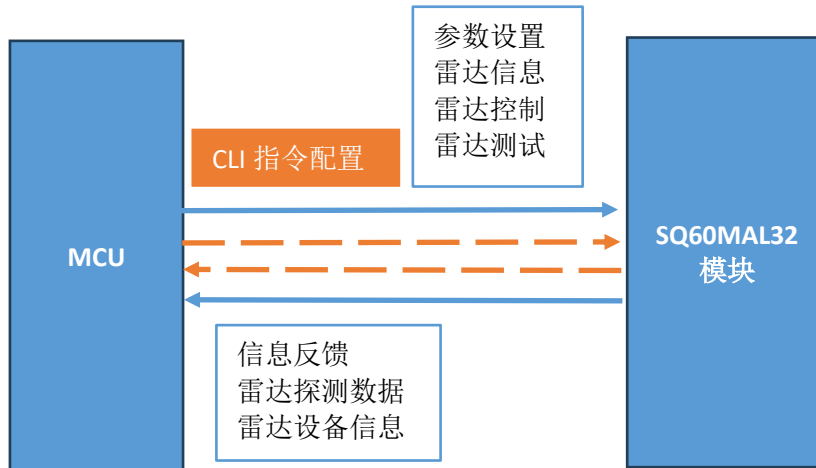 参数设置
雷达信息
雷达控制
雷达测试
CLI 指令配置
MCU
SQ60MAL32
模块
信息反馈
雷达探测数据
雷达设备信息